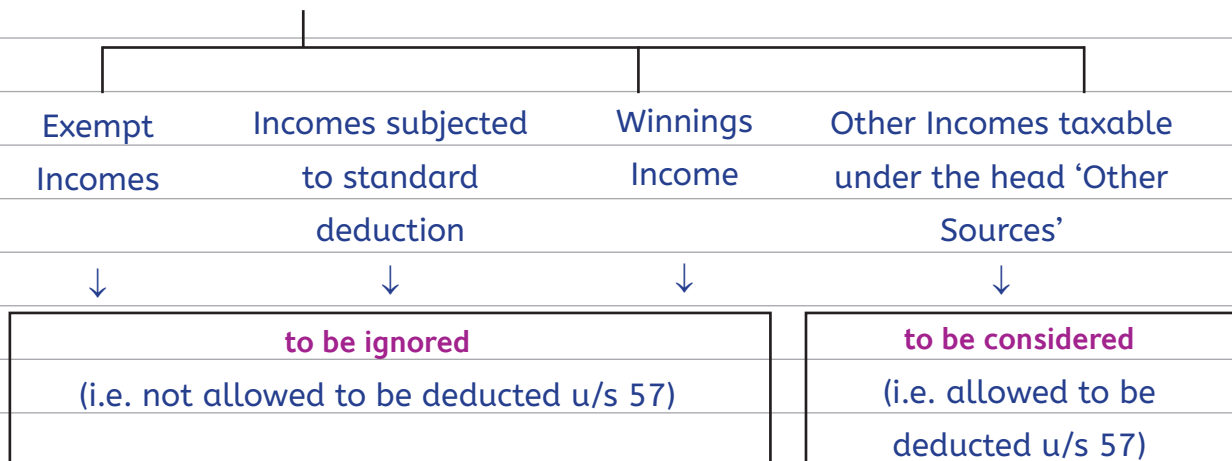 Exempt
Incomes
↓
Incomes subjected
to standard
deduction
↓
Winnings
Income
↓
Other Incomes taxable
under the head ‘Other
Sources’
↓
to be ignored
(i.e. not allowed to be deducted u/s 57)
to be considered
(i.e. allowed to be
deducted u/s 57)